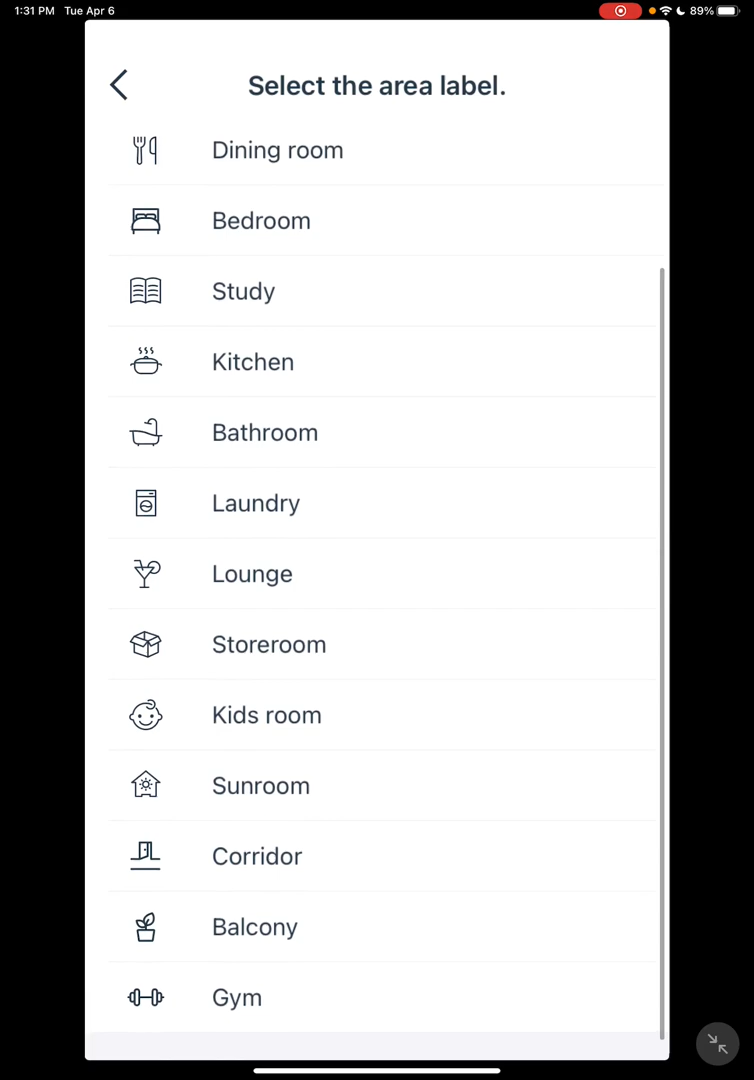 1:31 PM Tue Apr 6 89%
Select the area label.
Dining room
Bedroom
Study
Kitchen
Bathroom
Laundry
Lounge
Storeroom
Kids room
Sunroom
Corridor
Balcony
Gym